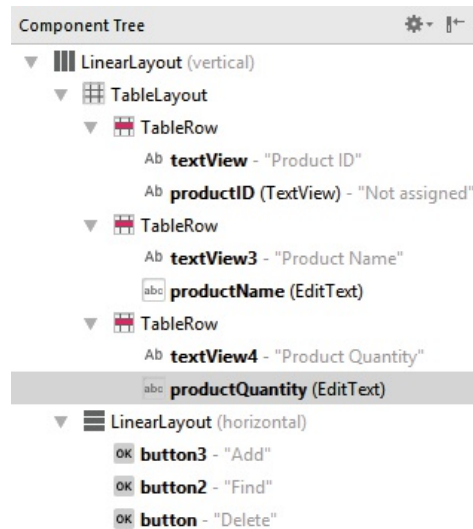 Component Tree
LinearLayout (vertical)
TableLayout
TableRow
Ab textView - "Product ID"
Ab productID (TextView) - "Not assigned"
TableRow
Ab textView3 - "Product Name"
abc productName (EditText)
TableRow
Ab textView4 - "Product Quantity"
abc productQuantity (EditText)
LinearLayout (horizontal)
OK button3 - "Add"
OK button2 - "Find"
OK button - "Delete"